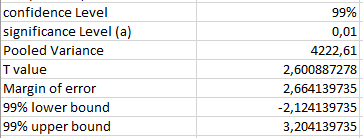 confidence Level 99%
significance Level (a) 0,01
Pooled Variance 4222,61
T value 2,600887278
Margin of error 2,664139735
99% lower bound -2,124139735
99% upper bound 3,204139735